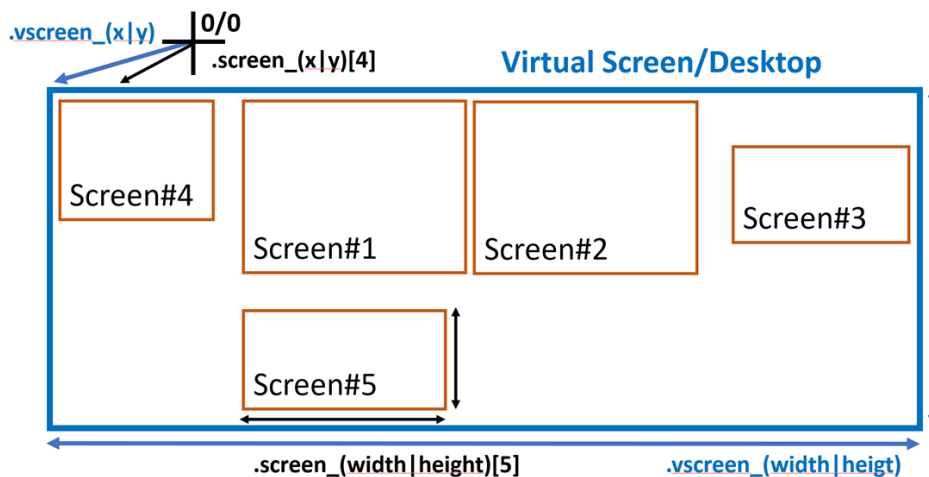 .vscreen_(x|y)
0/0
.screen_(x|y)[4]
Virtual Screen/Desktop
Screen#4
Screen#1
Screen#2
Screen#3
Screen#5
.screen_(width|height)[5]
.vscreen_(width|heigt)